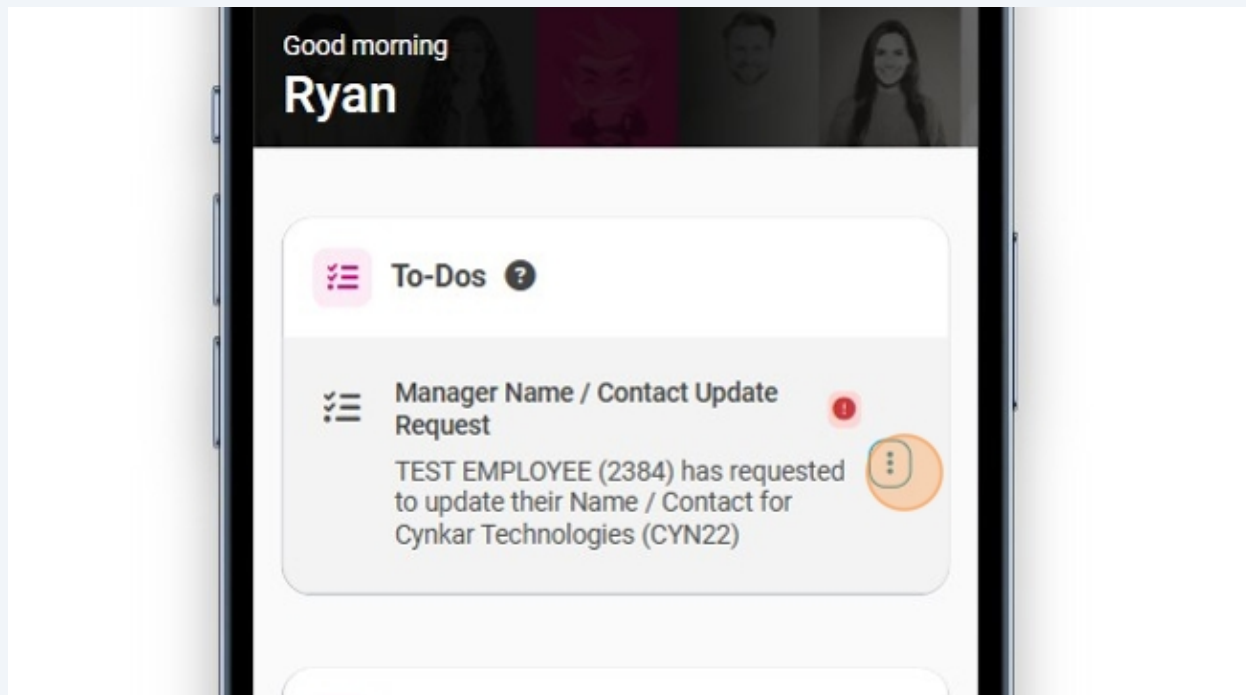 Good morning
Ryan
To-Dos
Manager Name / Contact Update
Request
TEST EMPLOYEE (2384) has requested
to update their Name / Contact for
Cynkar Technologies (CYN22)